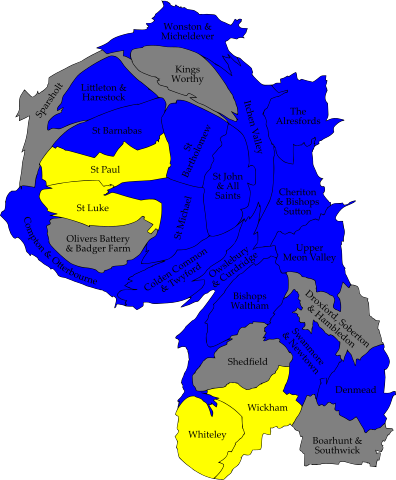 Wonston &
Micheldever
Kings
Worthy
Sparsholt
Littleton &
Harestock
Itchen Valley
The
Alresfords
St Barnabas
St
Bartholomew
St Paul
St John
& All
Saints
Cheriton
& Bishops
Sutton
St Luke
St Michael
Olivers Battery
& Badger Farm
Compton & Otterbourne
Colden Common
& Twyford
Owslebury
& Curdridge
Upper
Meon Valley
Bishops
Waltham
Droxford, Soberton
& Hambledon
Swanmore
& Newtown
Shedfield
Denmead
Wickham
Whiteley
Boarhunt &
Southwick